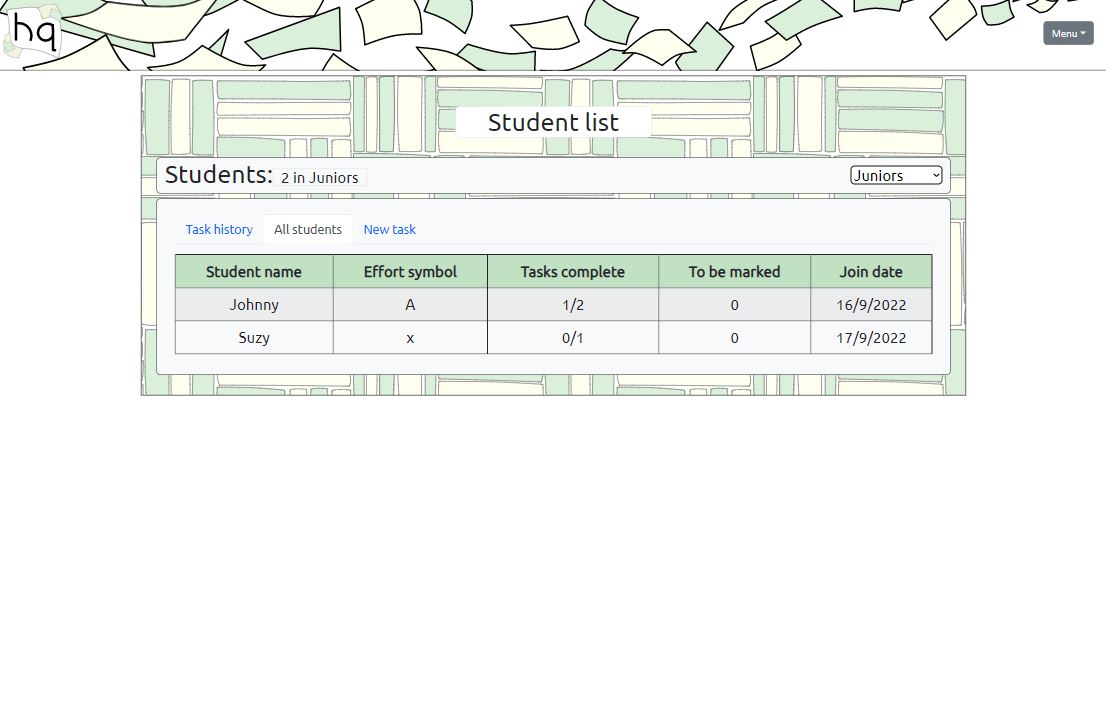 hq
Menu
Student list
Students: 2 in Juniors
Juniors
Task history All students New task
Student name Effort symbol Tasks complete To be marked Join date
Johnny A 1/2 0 16/9/2022
Suzy x 0/1 0 17/9/2022